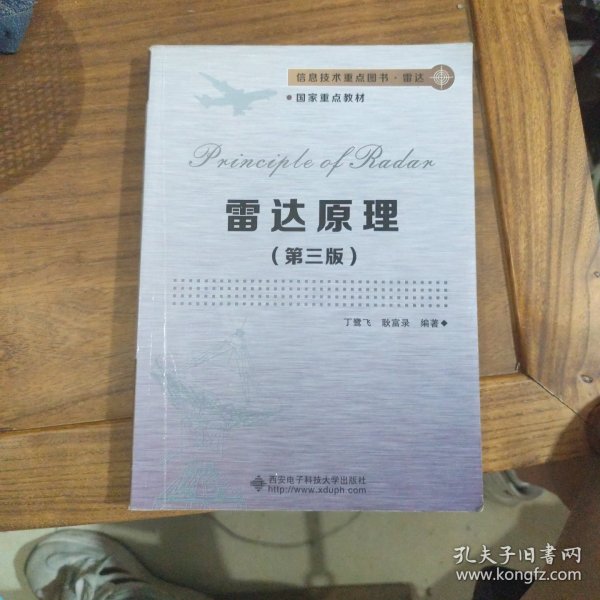 信息技术重点图书·雷达
国家重点教材
Principle of Radar
雷达原理
（第三版）
丁鹭飞 耿富录 编著
西安电子科技大学出版社
http://www.xduph.com
孔夫子旧书网
www.kongfz.com